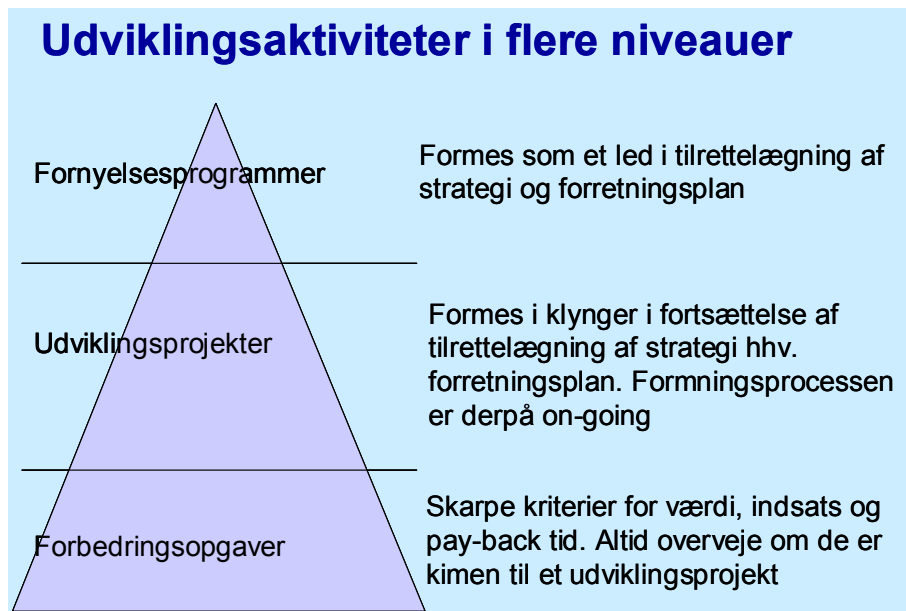 Udviklingsaktiviteter i flere niveauer
Fornyelsesprogrammer
Formes som et led i tilrettelægning af
strategi og forretningsplan
Udviklingsprojekter
Formes i klynger i fortsættelse af
tilrettelægning af strategi hhv.
forretningsplan. Formningsprocessen
er derpå on-going
Forbedringsopgaver
Skarpe kriterier for værdi, indsats og
pay-back tid. Altid overveje om de er
kimen til et udviklingsprojekt